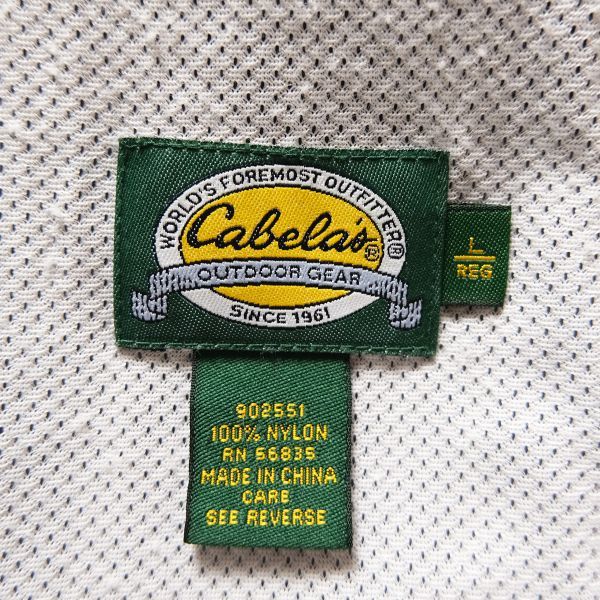 WORLD'S FOREMOST OUTFITTER®
Cabela's®
OUTDOOR GEAR
SINCE 1961
L
REG
902551
100% NYLON
RN 56835
MADE IN CHINA
CARE
SEE REVERSE